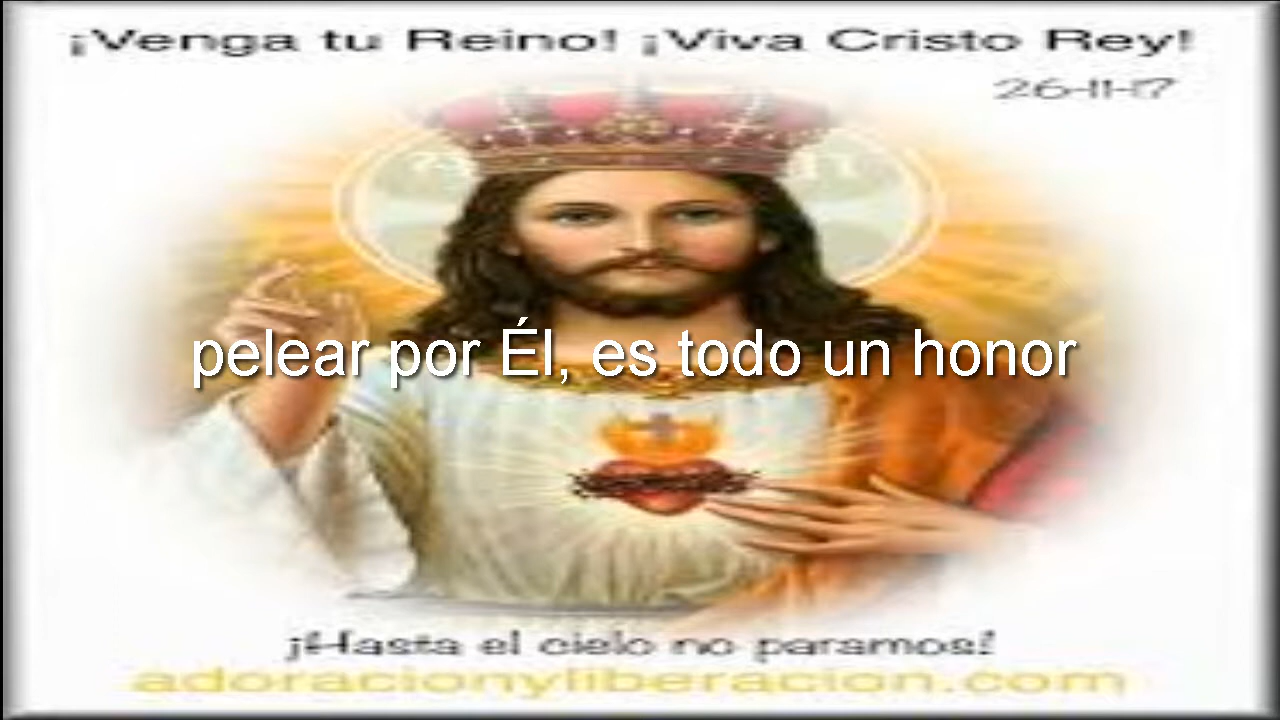 ¡Venga tu Reino! ¡Viva Cristo Rey!
26-11-17
pelear por Él, es todo un honor
¡Hasta el cielo no paramos!
adoracionyliberacion.com